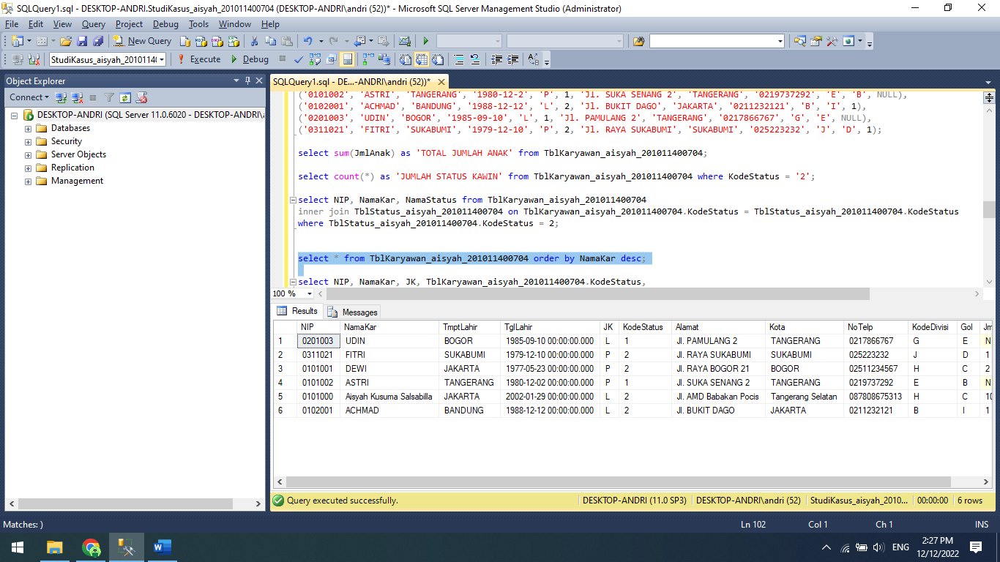 SQLQuery1.sql - DESKTOP-ANDRI.StudiKasus_aisyah_201011400704 (DESKTOP-ANDRI\andri (52))* - Microsoft SQL Server Management Studio (Administrator)
File Edit View Query Project Debug Tools Window Help
New Query
StudiKasus_aisyah_2010114 Execute Debug
Object Explorer
Connect
DESKTOP-ANDRI (SQL Server 11.0.6020 - DESKTOP-ANDRI\
Databases
Security
Server Objects
Replication
Management
SQLQuery1.sql - DE...-ANDRI\andri (52))*
('0101002', 'ASTRI', 'TANGERANG', '1980-12-2', 'P', 1, 'Jl. SUKA SENANG 2', 'TANGERANG', '0219737292', 'E', 'B', NULL),
('0102001', 'ACHMAD', 'BANDUNG', '1988-12-12', 'L', 2, 'Jl. BUKIT DAGO', 'JAKARTA', '0211232121', 'B', 'I', 1),
('0201003', 'UDIN', 'BOGOR', '1985-09-10', 'L', 1, 'Jl. PAMULANG 2', 'TANGERANG', '0217866767', 'G', 'E', NULL),
('0311021', 'FITRI', 'SUKABUMI', '1979-12-10', 'P', 2, 'Jl. RAYA SUKABUMI', 'SUKABUMI', '025223232', 'J', 'D', 1);
select sum(JmlAnak) as 'TOTAL JUMLAH ANAK' from TblKaryawan_aisyah_201011400704;
select count(*) as 'JUMLAH STATUS KAWIN' from TblKaryawan_aisyah_201011400704 where KodeStatus = '2';
select NIP, NamaKar, NamaStatus from TblKaryawan_aisyah_201011400704
inner join TblStatus_aisyah_201011400704 on TblKaryawan_aisyah_201011400704.KodeStatus = TblStatus_aisyah_201011400704.KodeStatus
where TblStatus_aisyah_201011400704.KodeStatus = 2;
select * from TblKaryawan_aisyah_201011400704 order by NamaKar desc;
select NIP, NamaKar, JK, TblKaryawan_aisyah_201011400704.KodeStatus,
100 %
Results Messages
NIP NamaKar TmptLahir TglLahir JK KodeStatus Alamat Kota NoTelp KodeDivisi Gol Jm
1 0201003 UDIN BOGOR 1985-09-10 00:00:00.000 L 1 Jl. PAMULANG 2 TANGERANG 0217866767 G E N
2 0311021 FITRI SUKABUMI 1979-12-10 00:00:00.000 P 2 Jl. RAYA SUKABUMI SUKABUMI 025223232 J D 1
3 0101001 DEWI JAKARTA 1977-05-23 00:00:00.000 P 2 Jl. RAYA BOGOR 21 BOGOR 02511234567 H C 2
4 0101002 ASTRI TANGERANG 1980-12-02 00:00:00.000 P 1 Jl. SUKA SENANG 2 TANGERANG 0219737292 E B N
5 0101000 Aisyah Kusuma Salsabilla JAKARTA 2002-01-29 00:00:00.000 L 2 Jl. AMD Babakan Pocis Tangerang Selatan 087808675313 H C 10
6 0102001 ACHMAD BANDUNG 1988-12-12 00:00:00.000 L 2 Jl. BUKIT DAGO JAKARTA 0211232121 B I 1
Query executed successfully. DESKTOP-ANDRI (11.0 SP3) DESKTOP-ANDRI\andri (52) StudiKasus_aisyah_2010... 00:00:00 6 rows
Matches: ) Ln 102 Col 1 Ch 1 INS
ENG 2:27 PM
12/12/2022